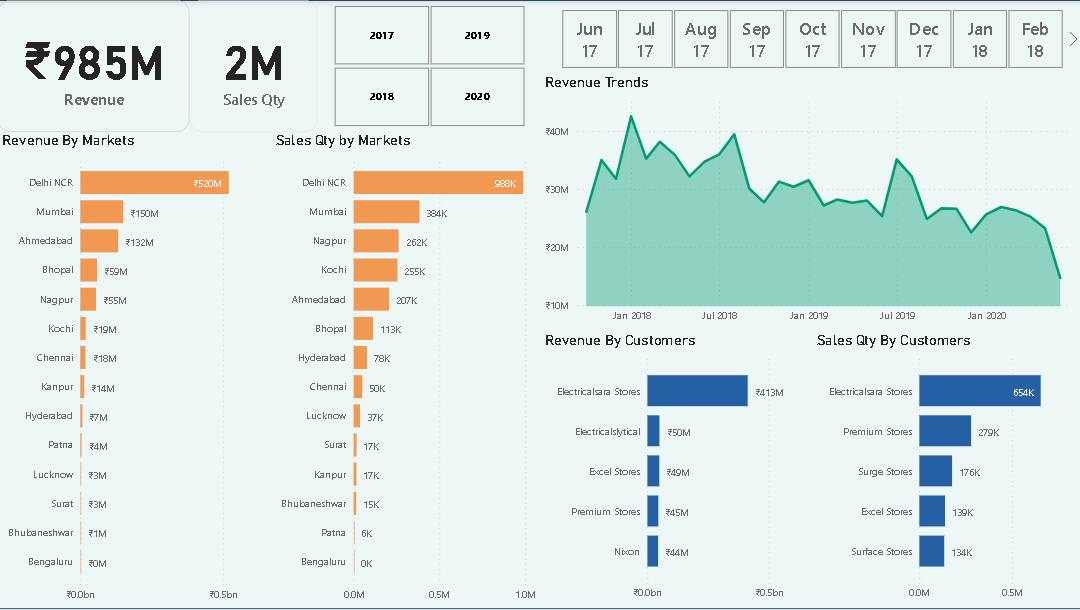 ₹985M
Revenue
2M
Sales Qty
2017
2019
2018
2020
Jun 17
Jul 17
Aug 17
Sep 17
Oct 17
Nov 17
Dec 17
Jan 18
Feb 18
Revenue By Markets
Delhi NCR ₹520M
Mumbai ₹150M
Ahmedabad ₹132M
Bhopal ₹59M
Nagpur ₹55M
Kochi ₹19M
Chennai ₹18M
Kanpur ₹14M
Hyderabad ₹7M
Patna ₹4M
Lucknow ₹3M
Surat ₹3M
Bhubaneshwar ₹1M
Bengaluru ₹0M
₹0.0bn ₹0.5bn
Sales Qty by Markets
Delhi NCR 988K
Mumbai 384K
Nagpur 262K
Kochi 255K
Ahmedabad 207K
Bhopal 113K
Hyderabad 78K
Chennai 50K
Lucknow 37K
Surat 17K
Kanpur 17K
Bhubaneshwar 15K
Patna 6K
Bengaluru 0K
0.0M 0.5M 1.0M
Revenue Trends
₹40M
₹30M
₹20M
₹10M
Jan 2018 Jul 2018 Jan 2019 Jul 2019 Jan 2020
Revenue By Customers
Electricalsara Stores ₹413M
Electricalslytical ₹50M
Excel Stores ₹49M
Premium Stores ₹45M
Nixon ₹44M
₹0.0bn ₹0.5bn
Sales Qty By Customers
Electricalsara Stores 654K
Premium Stores 279K
Surge Stores 176K
Excel Stores 139K
Surface Stores 134K
0.0M 0.5M